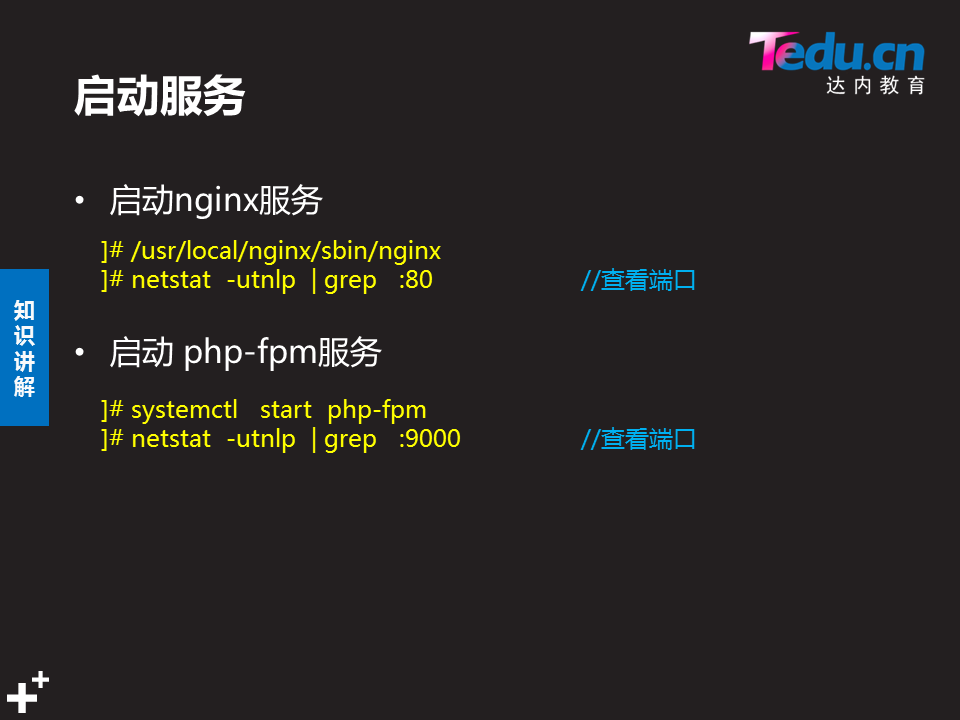 Tedu.cn
达内教育
启动服务
• 启动nginx服务
]# /usr/local/nginx/sbin/nginx
]# netstat -utnlp | grep :80 //查看端口
知识讲解
• 启动 php-fpm服务
]# systemctl start php-fpm
]# netstat -utnlp | grep :9000 //查看端口